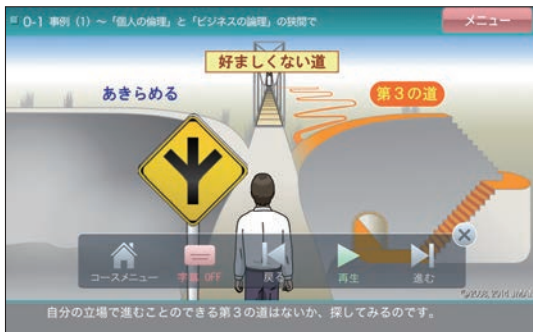 0-1 事例（1）～「個人の倫理」と「ビジネスの論理」の狭間で
メニュー
好ましくない道
あきらめる
第3の道
コースメニュー
字幕 OFF
戻る
再生
進む
©2008, 2014 JMAM
自分の立場で進むことのできる第3の道はないか、探してみるのです。